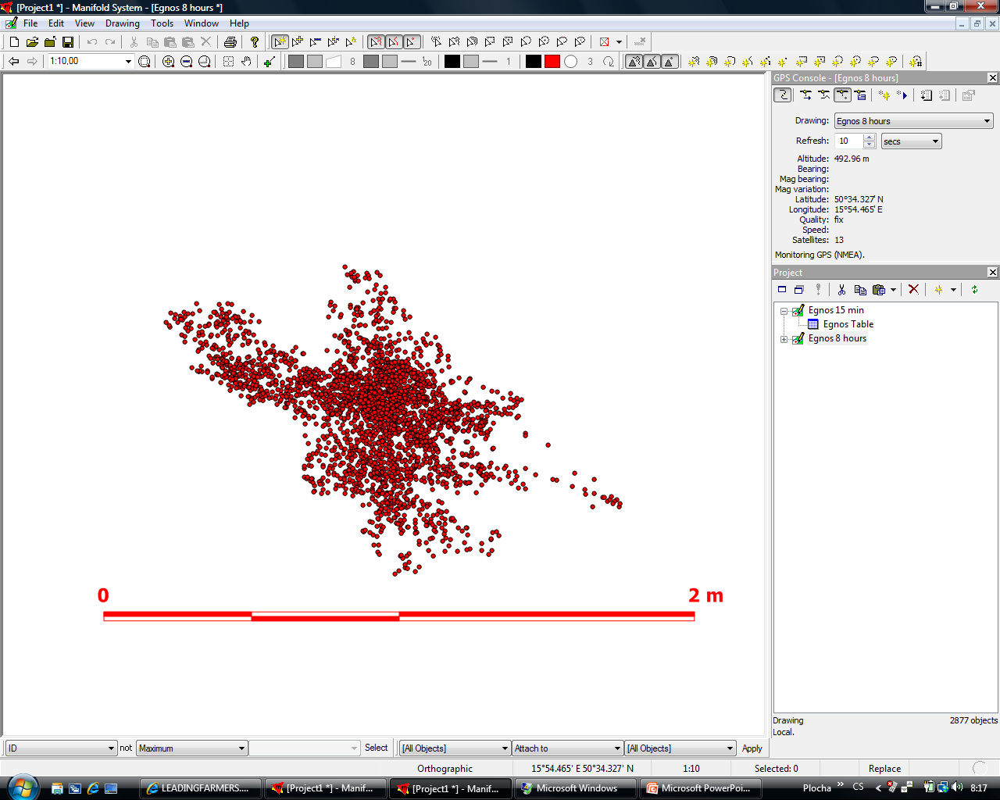 [Project1 *] - Manifold System - [Egnos 8 hours *]
File Edit View Drawing Tools Window Help
1:10,00 8 1/20 1 3
GPS Console - [Egnos 8 hours]
Drawing: Egnos 8 hours
Refresh: 10 secs
Altitude: 492.96 m
Bearing:
Mag bearing:
Mag variation:
Latitude: 50°34.327' N
Longitude: 15°54.465' E
Quality: fix
Speed:
Satellites: 13
Monitoring GPS (NMEA).
Project
Egnos 15 min
Egnos Table
Egnos 8 hours
0 2 m
Drawing 2877 objects
Local.
ID not Maximum Select [All Objects] Attach to [All Objects] Apply
Orthographic 15°54.465' E 50°34.327' N 1:10 Selected: 0 Replace
LEADINGFARMERS.... [Project1 *] - Manif... [Project1 *] - Manif... Microsoft Windows Microsoft PowerPoi... Plocha » CS 8:17